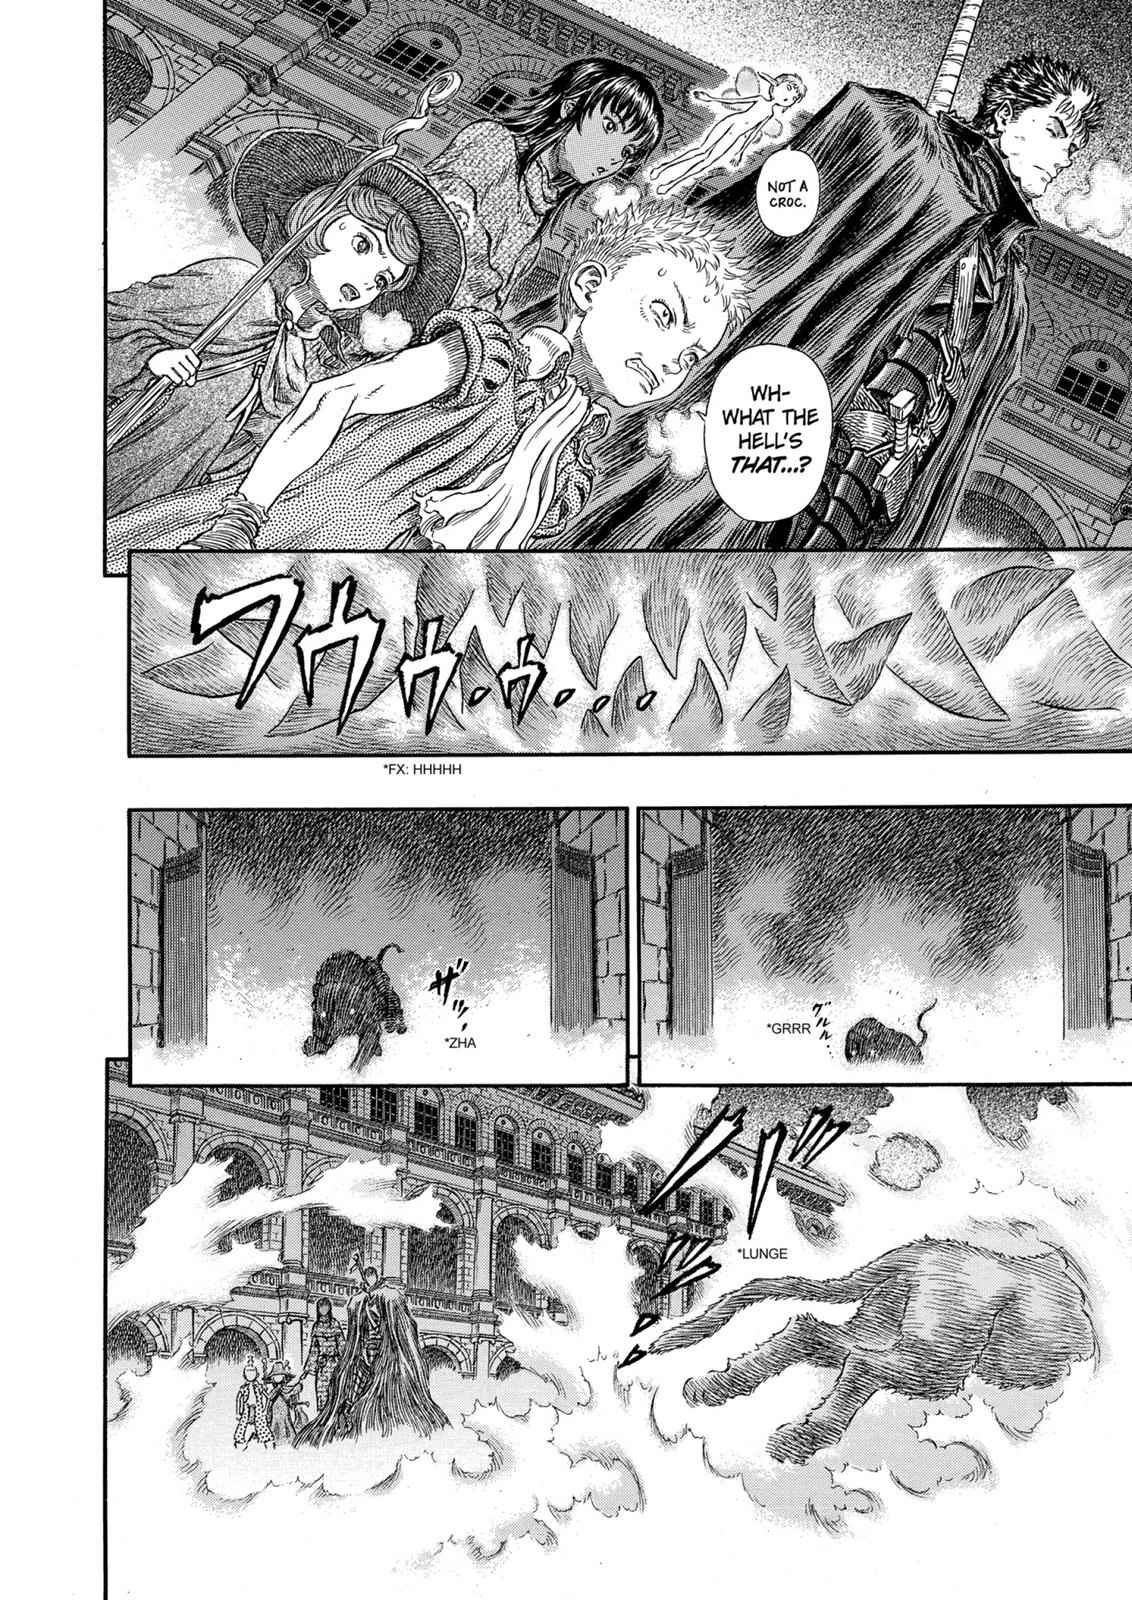 NOT A
CROC.
WH-
WHAT THE
HELL'S
THAT...?
フウゥゥ...
*FX: HHHHH
グルル...
*GRRR
ザッ
*ZHA
*LUNGE